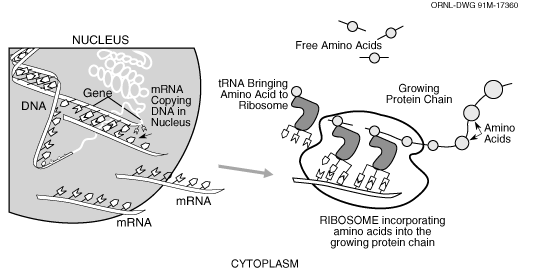 ORNL-DWG 91M-17360
NUCLEUS
Free Amino Acids
Gene
mRNA
Copying
DNA in
Nucleus
DNA
tRNA Bringing
Amino Acid to
Ribosome
Growing
Protein Chain
Amino
Acids
mRNA
mRNA
RIBOSOME incorporating
amino acids into the
growing protein chain
CYTOPLASM